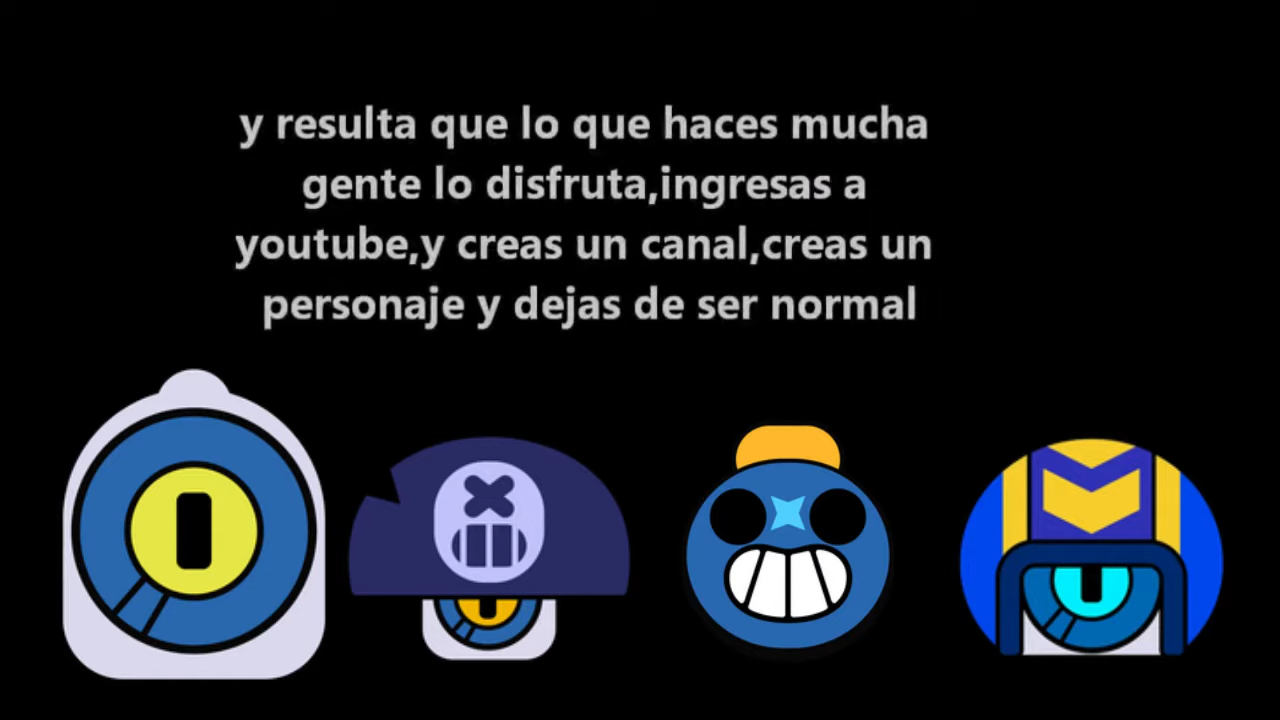 y resulta que lo que haces mucha
gente lo disfruta,ingresas a
youtube,y creas un canal,creas un
personaje y dejas de ser normal